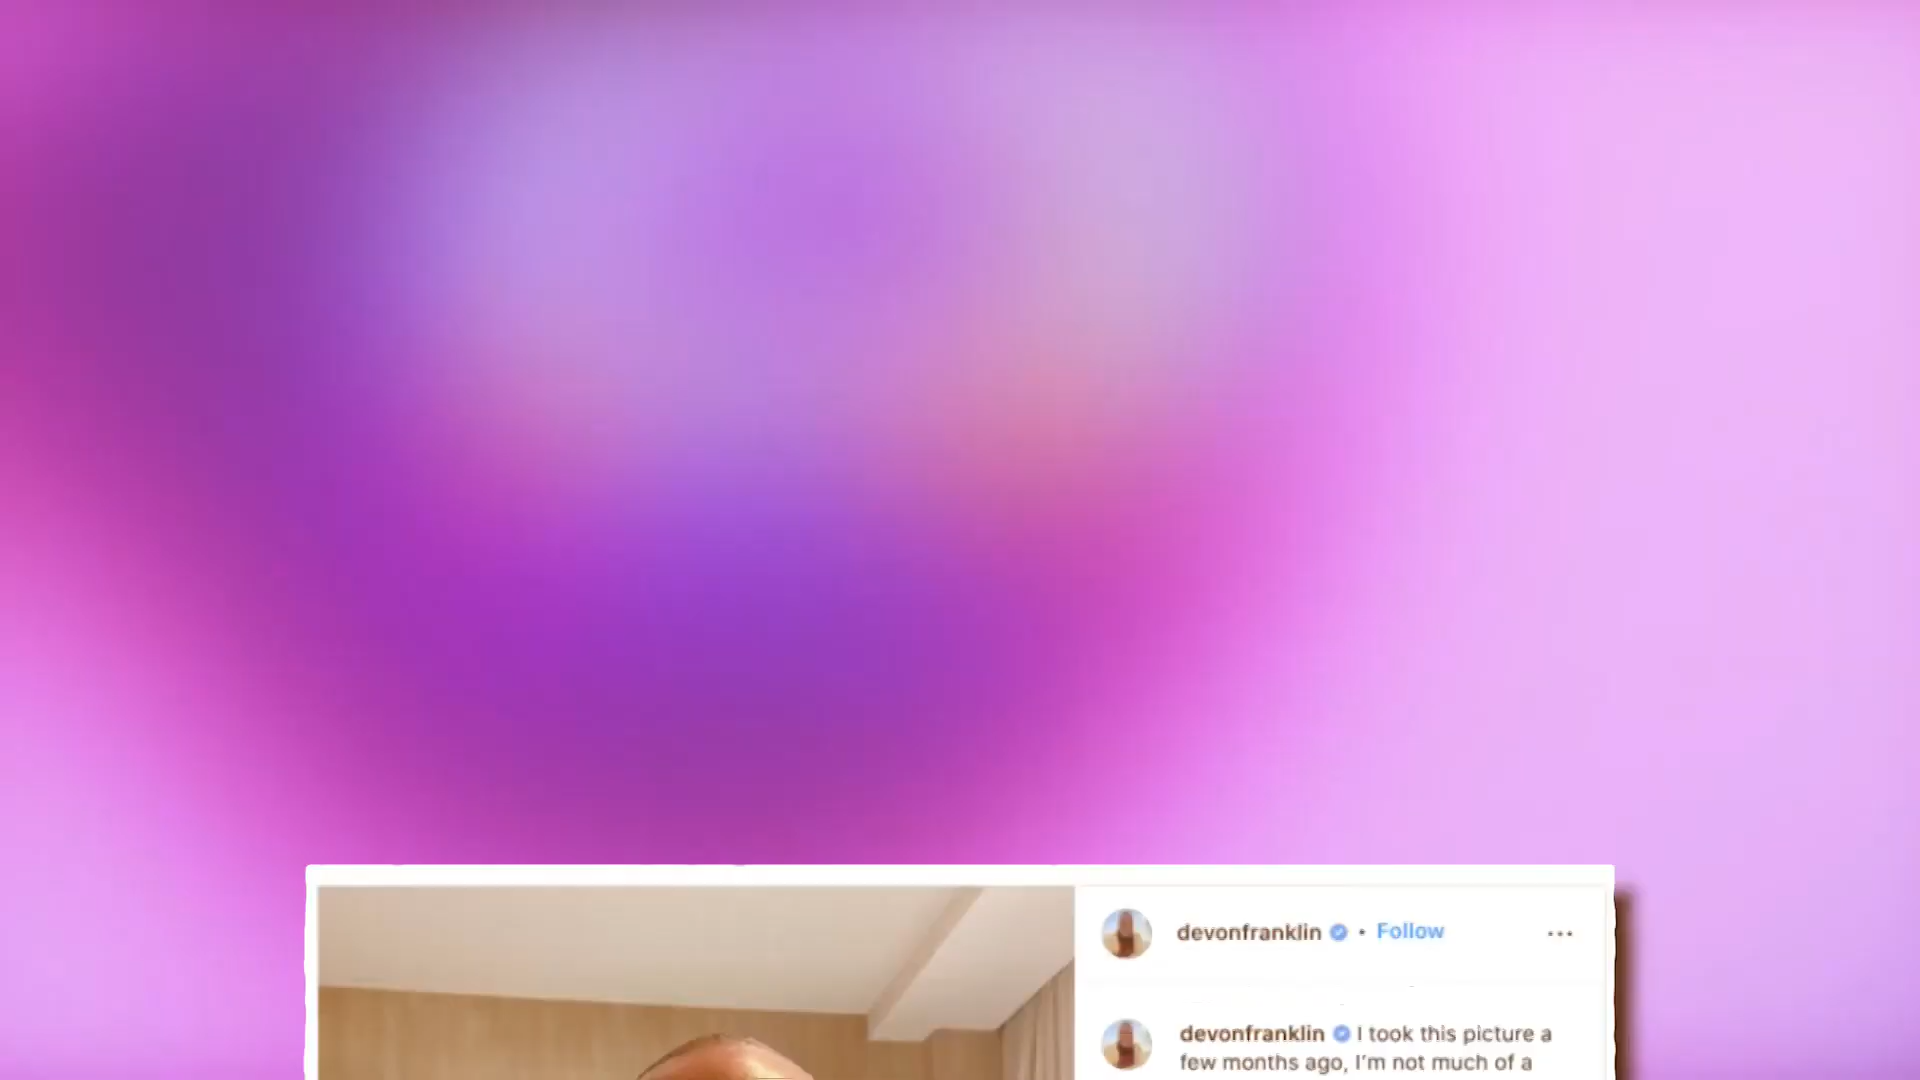 devonfranklin • Follow
devonfranklin I took this picture a
few months ago, I'm not much of a